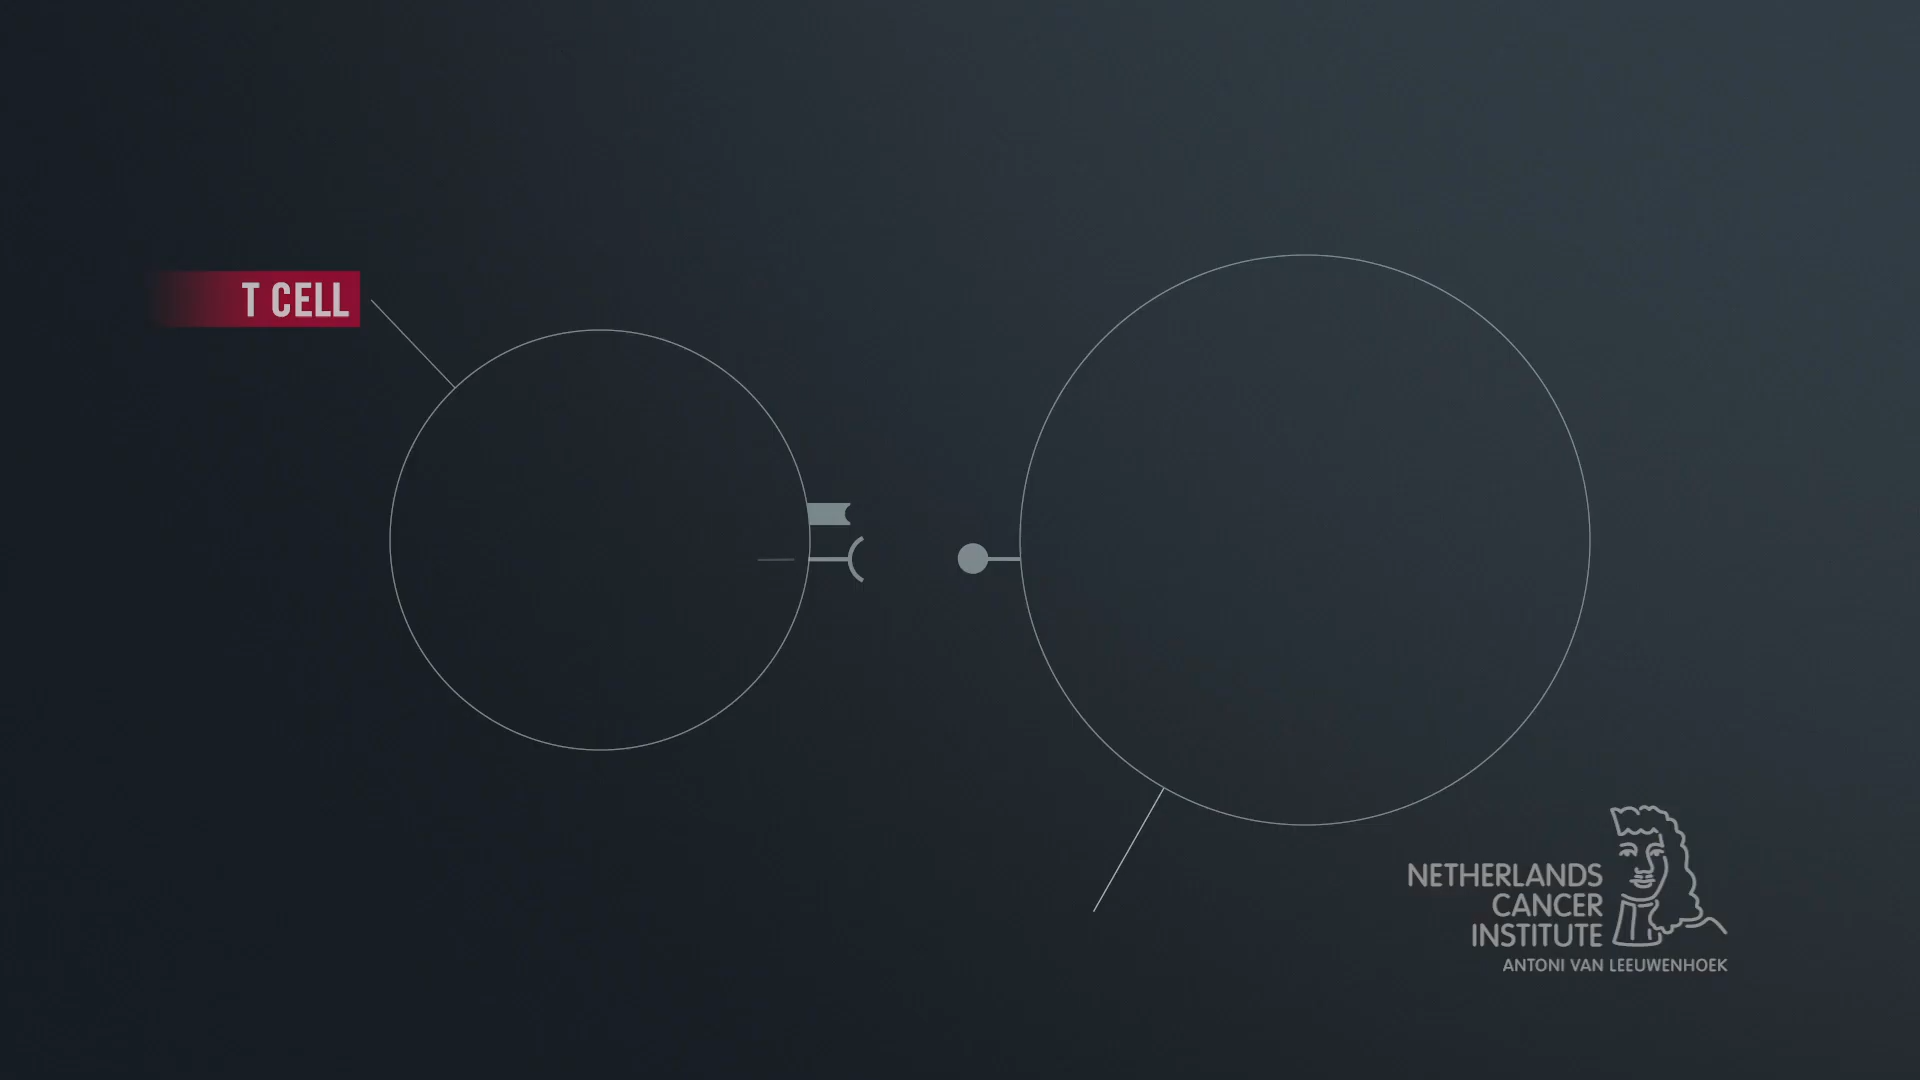 T CELL
NETHERLANDS
CANCER
INSTITUTE
ANTONI VAN LEEUWENHOEK